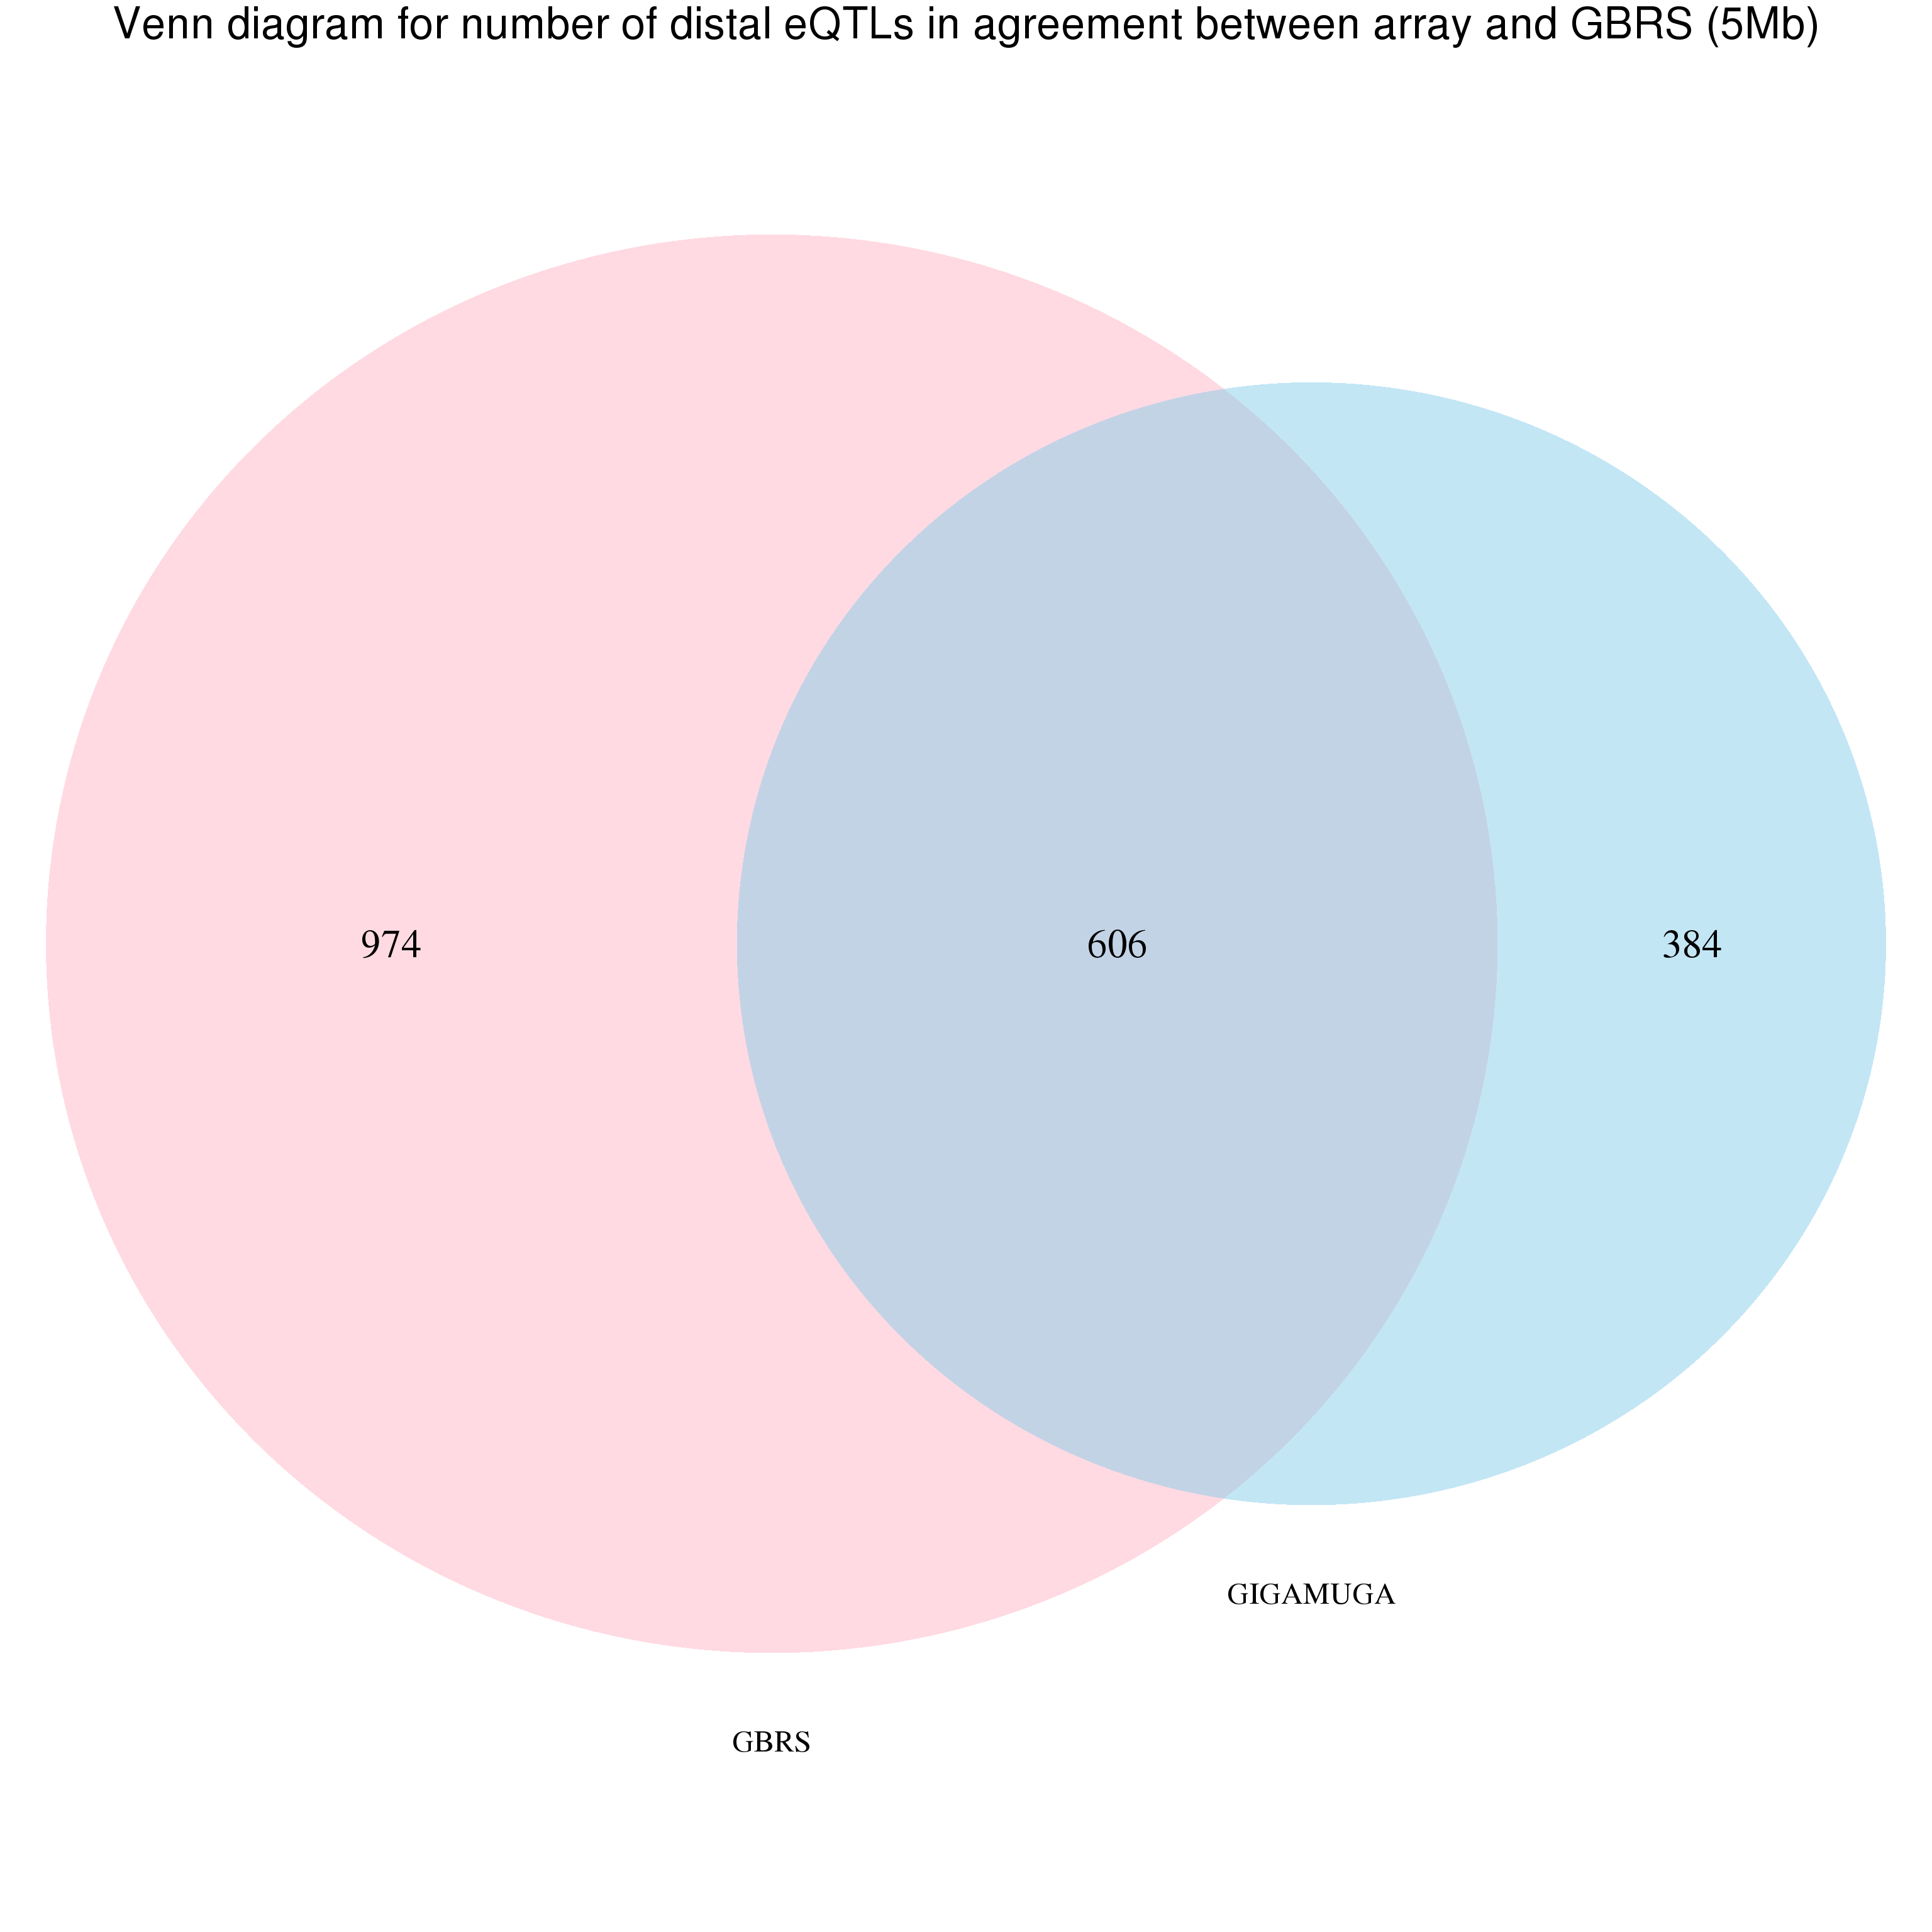 Venn diagram for number of distal eQTLs in agreement between array and GBRS (5Mb)
974
606
384
GIGAMUGA
GBRS